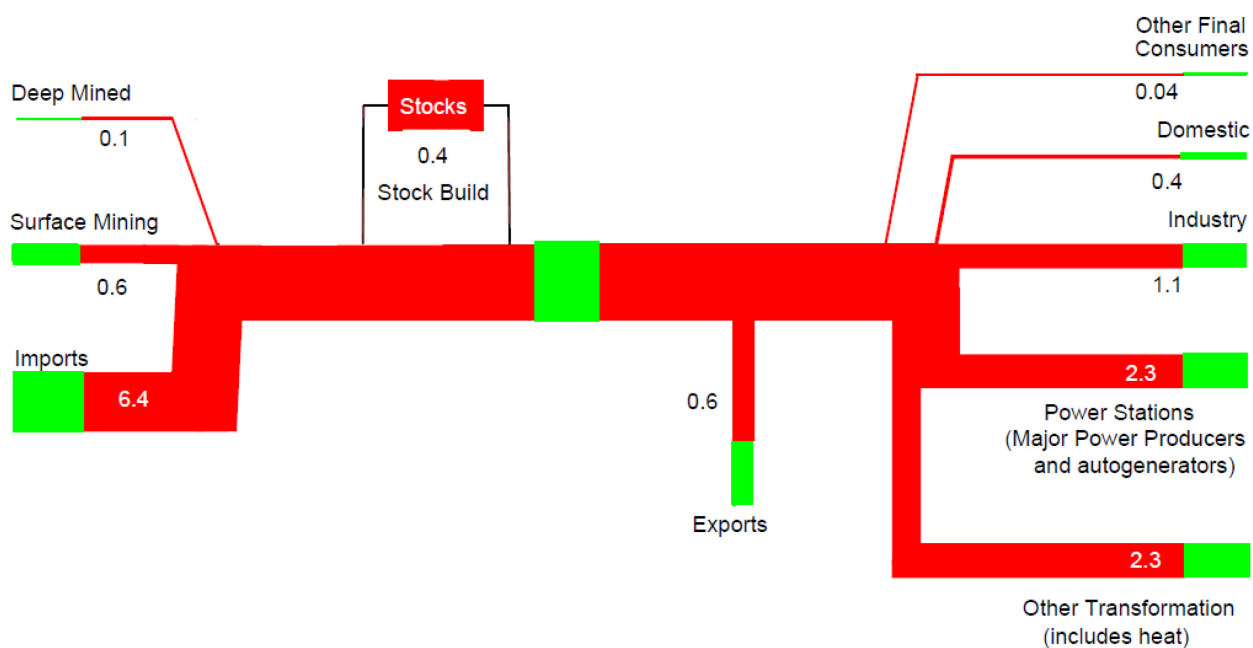 Other Final
Consumers
0.04
Deep Mined
0.1
Stocks
0.4
Stock Build
Domestic
0.4
Surface Mining
0.6
Industry
1.1
Imports
6.4
0.6
Exports
2.3
Power Stations
(Major Power Producers
and autogenerators)
2.3
Other Transformation
(includes heat)